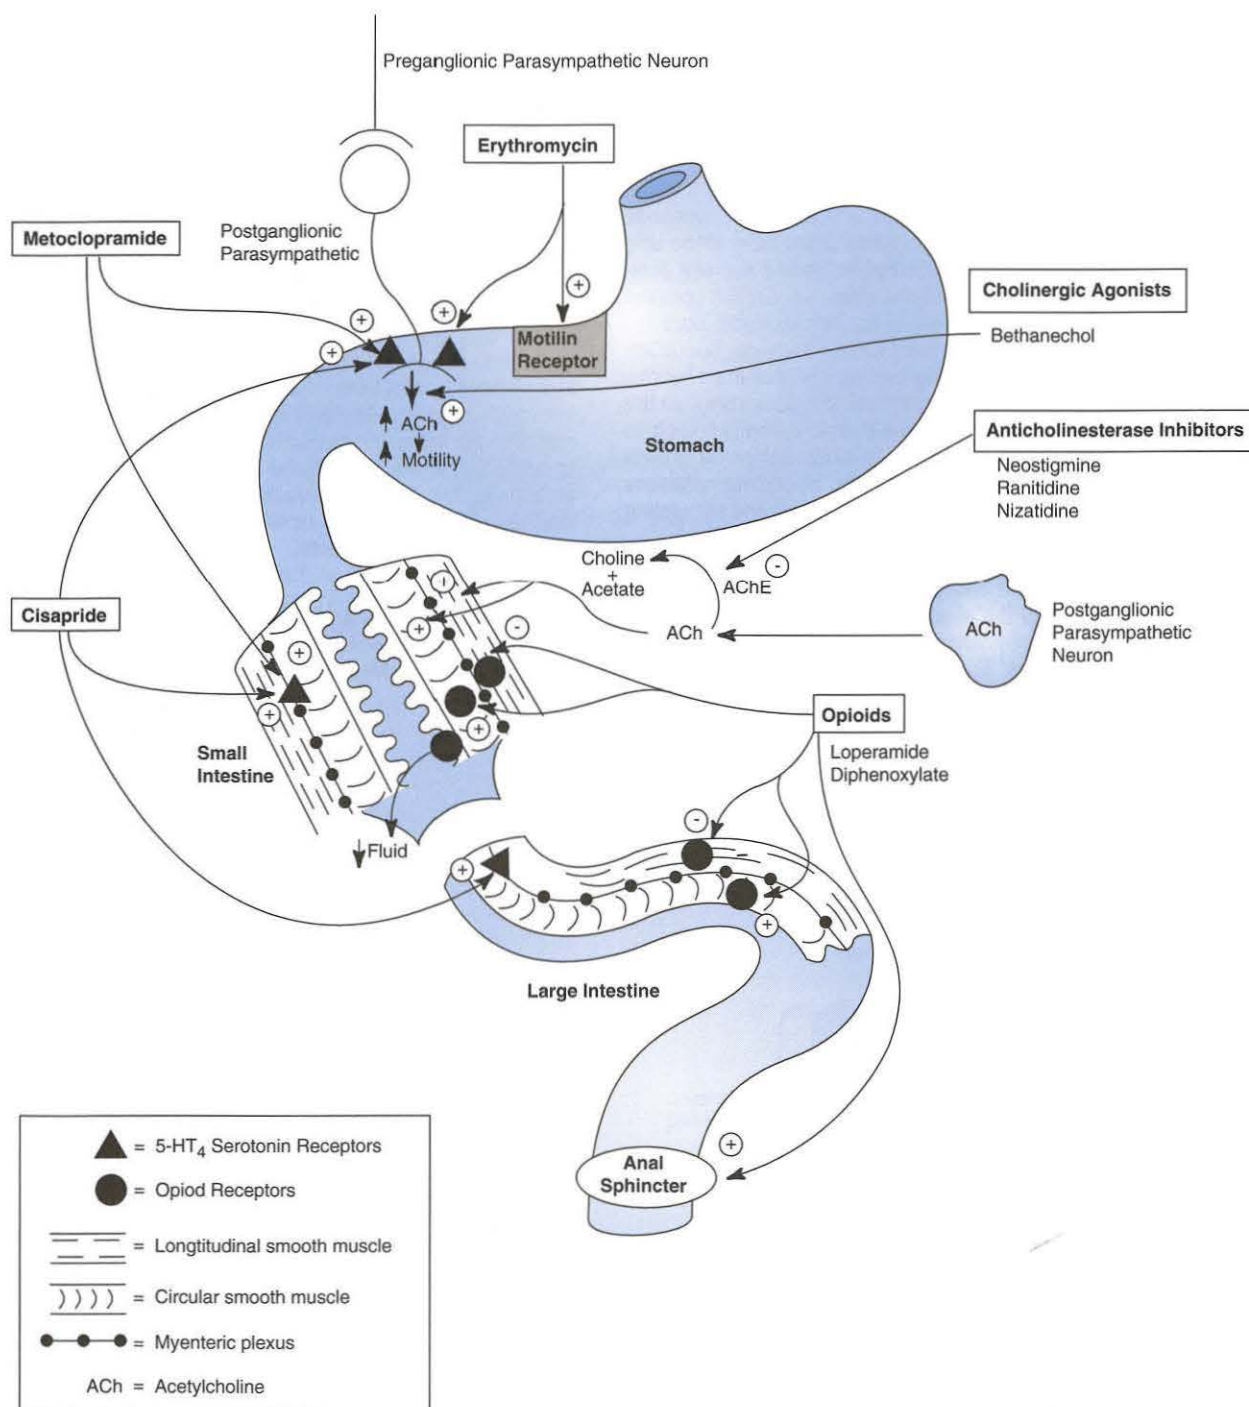 Preganglionic Parasympathetic Neuron
Erythromycin
Metoclopramide
Postganglionic
Parasympathetic
+
+
+
+
Motilin
Receptor
Cholinergic Agonists
Bethanechol
+
ACh
Motility
Stomach
Anticholinesterase Inhibitors
Neostigmine
Ranitidine
Nizatidine
Choline
+
Acetate
AChE
-
ACh
ACh
Postganglionic
Parasympathetic
Neuron
Cisapride
+
+
-
+
+
+
Small
Intestine
Fluid
Opioids
Loperamide
Diphenoxylate
-
+
+
Large Intestine
Anal
Sphincter
+
= 5-HT4 Serotonin Receptors
= Opiod Receptors
= Longtitudinal smooth muscle
= Circular smooth muscle
= Myenteric plexus
ACh = Acetylcholine